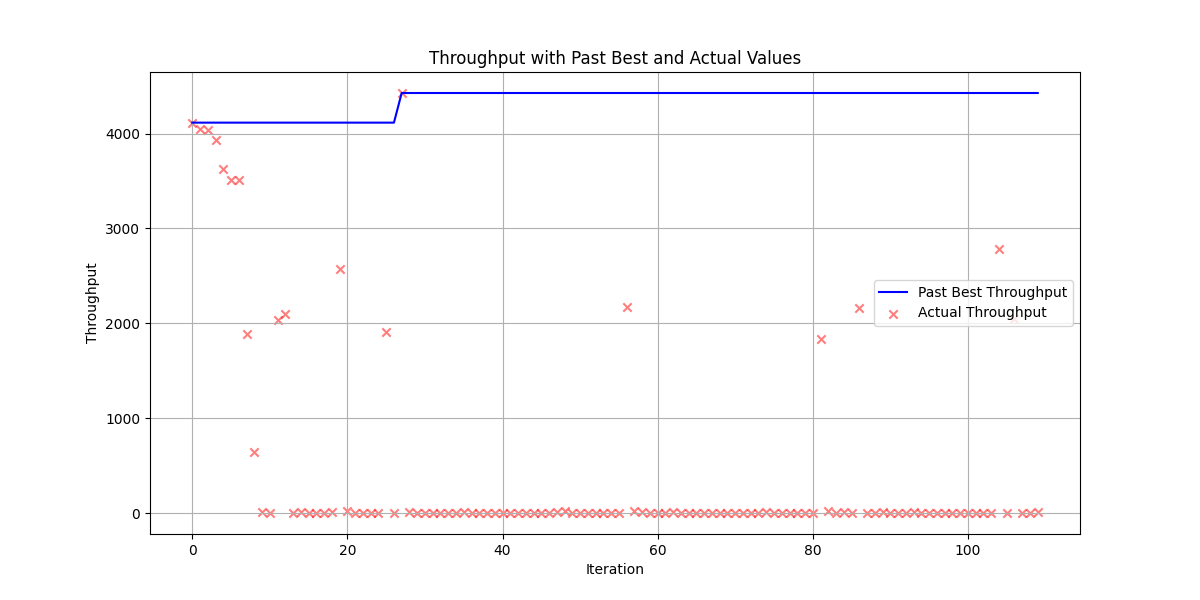 Throughput with Past Best and Actual Values
4000
3000
2000
1000
0
Throughput
Past Best Throughput
Actual Throughput
0 20 40 60 80 100
Iteration